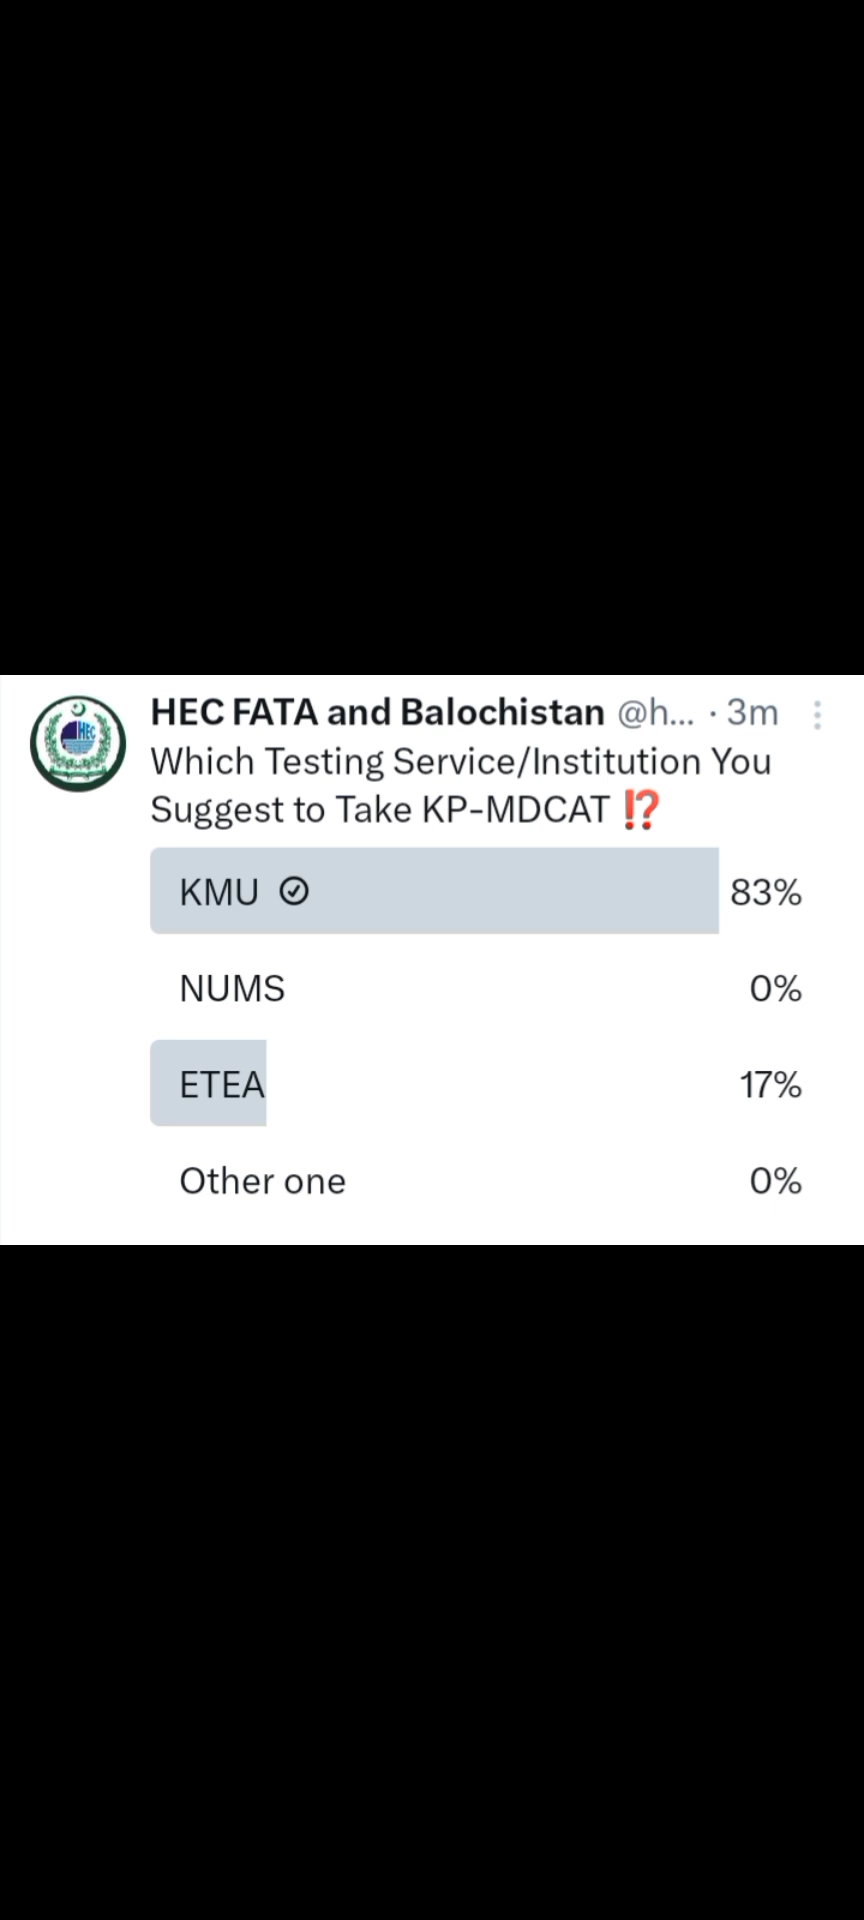 HEC FATA and Balochistan @h... · 3m
Which Testing Service/Institution You
Suggest to Take KP-MDCAT ⁉️
KMU 83%
NUMS 0%
ETEA 17%
Other one 0%
HEC